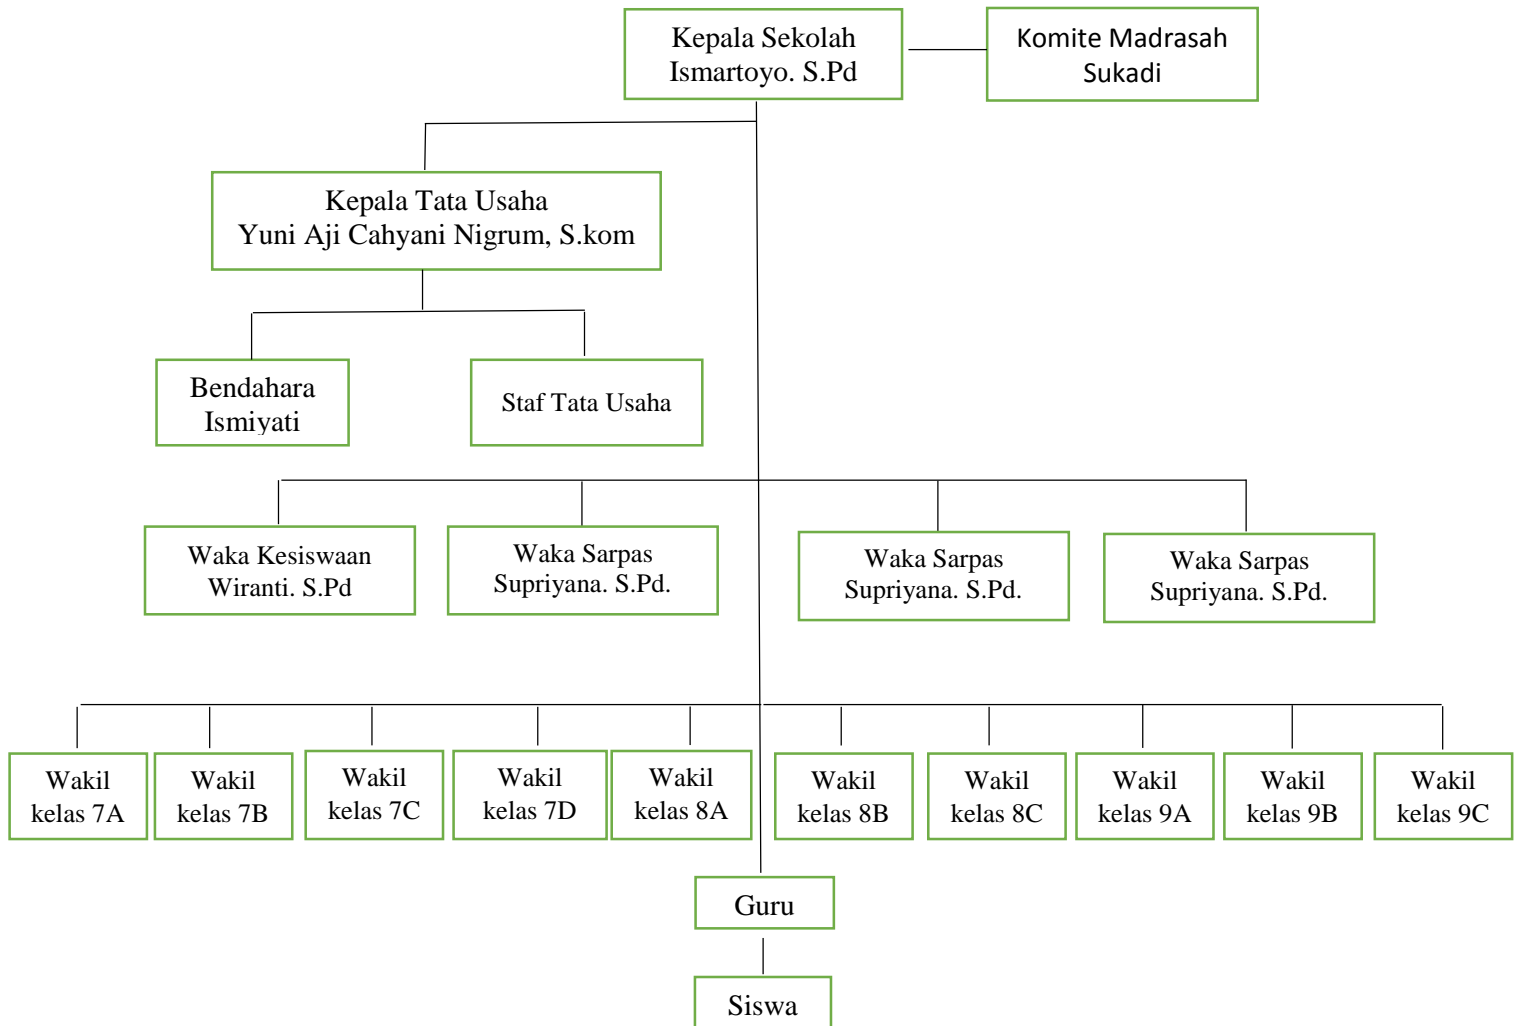 Kepala Sekolah
Ismartoyo. S.Pd
Komite Madrasah
Sukadi
Kepala Tata Usaha
Yuni Aji Cahyani Nigrum, S.kom
Bendahara
Ismiyati
Staf Tata Usaha
Waka Kesiswaan
Wiranti. S.Pd
Waka Sarpas
Supriyana. S.Pd.
Waka Sarpas
Supriyana. S.Pd.
Waka Sarpas
Supriyana. S.Pd.
Wakil
kelas 7A
Wakil
kelas 7B
Wakil
kelas 7C
Wakil
kelas 7D
Wakil
kelas 8A
Wakil
kelas 8B
Wakil
kelas 8C
Wakil
kelas 9A
Wakil
kelas 9B
Wakil
kelas 9C
Guru
Siswa